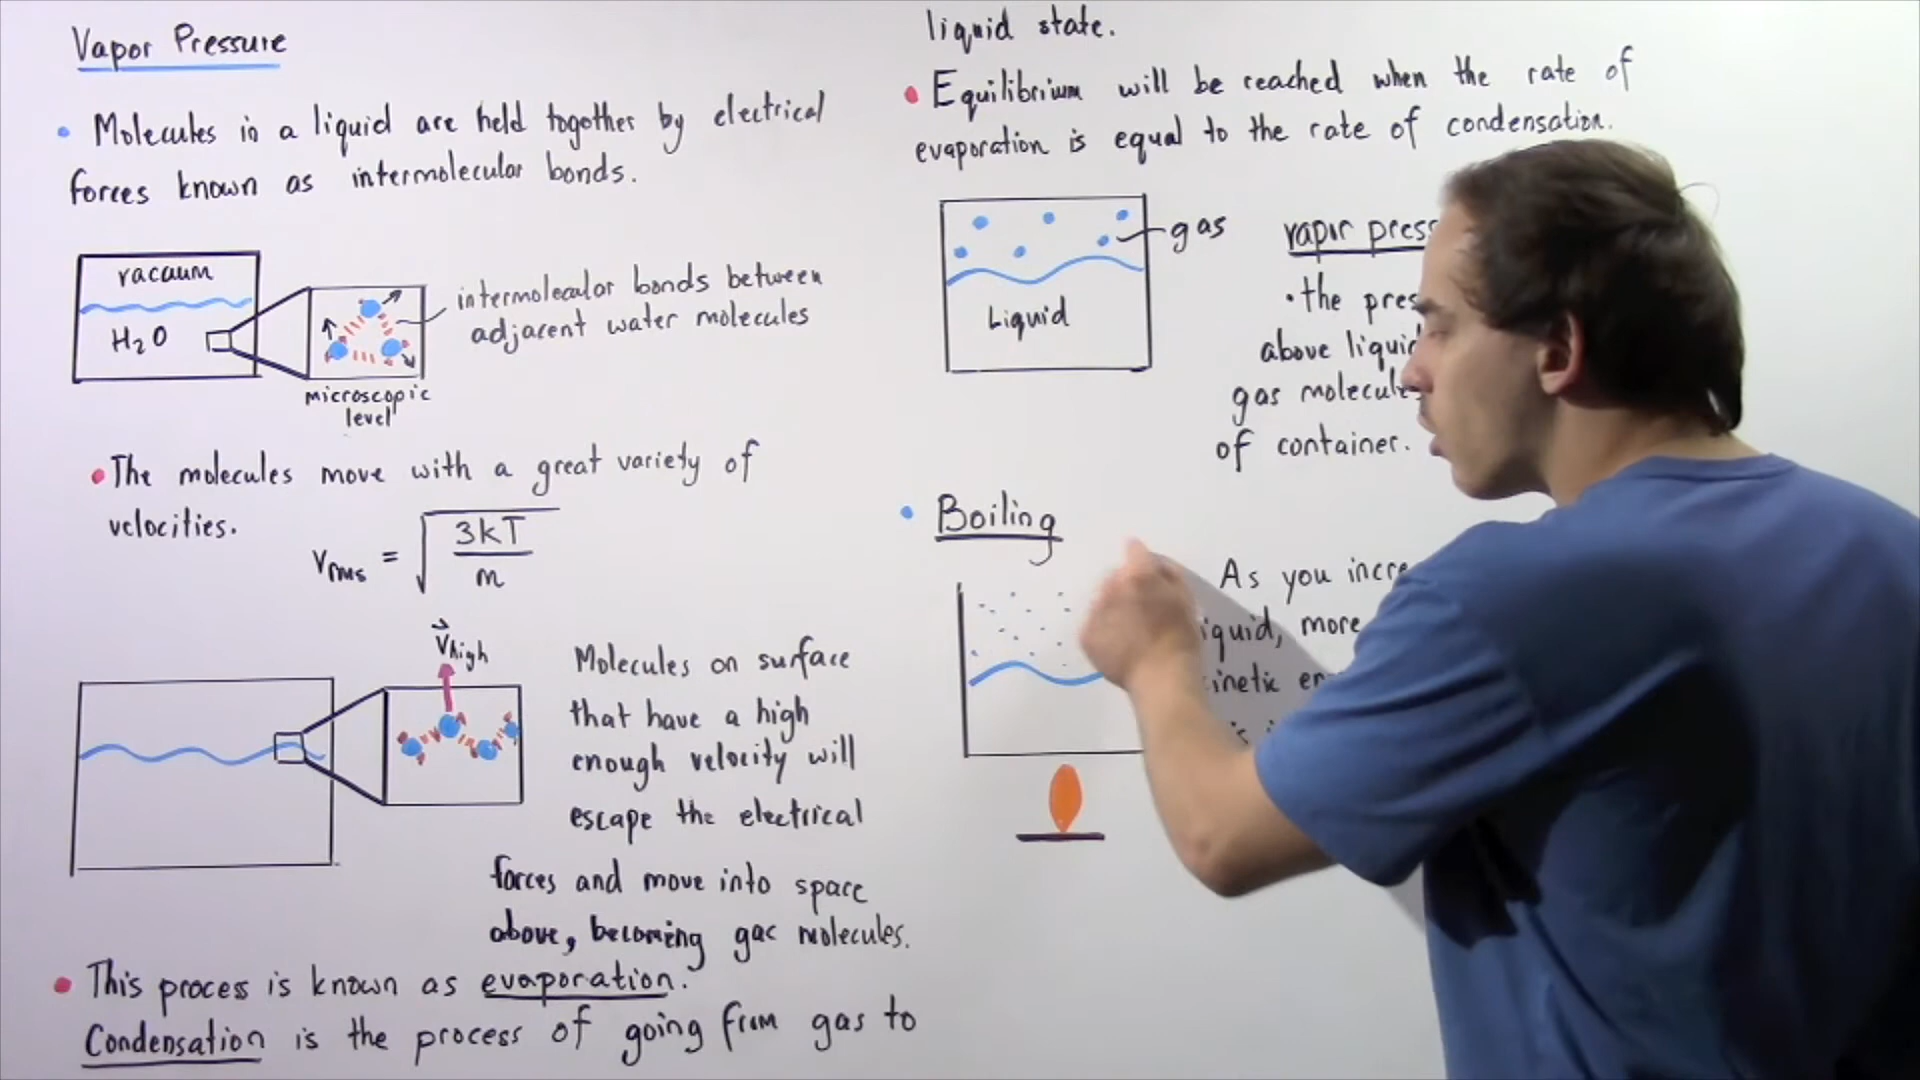 Vapor Pressure
• Molecules in a liquid are held together by electrical
forces known as intermolecular bonds.
vacuum
H₂O
intermolecular bonds between
adjacent water molecules
microscopic
level
• The molecules move with a great variety of
velocities.
v_rms = √(3kT/m)
v⃗_high
Molecules on surface
that have a high
enough velocity will
escape the electrical
forces and move into space
above, becoming gas molecules.
• This process is known as evaporation.
Condensation is the process of going from gas to
liquid state.
• Equilibrium will be reached when the rate of
evaporation is equal to the rate of condensation.
gas
Liquid
vapor
• the
above
gas
of container.
• Boiling
As you
more